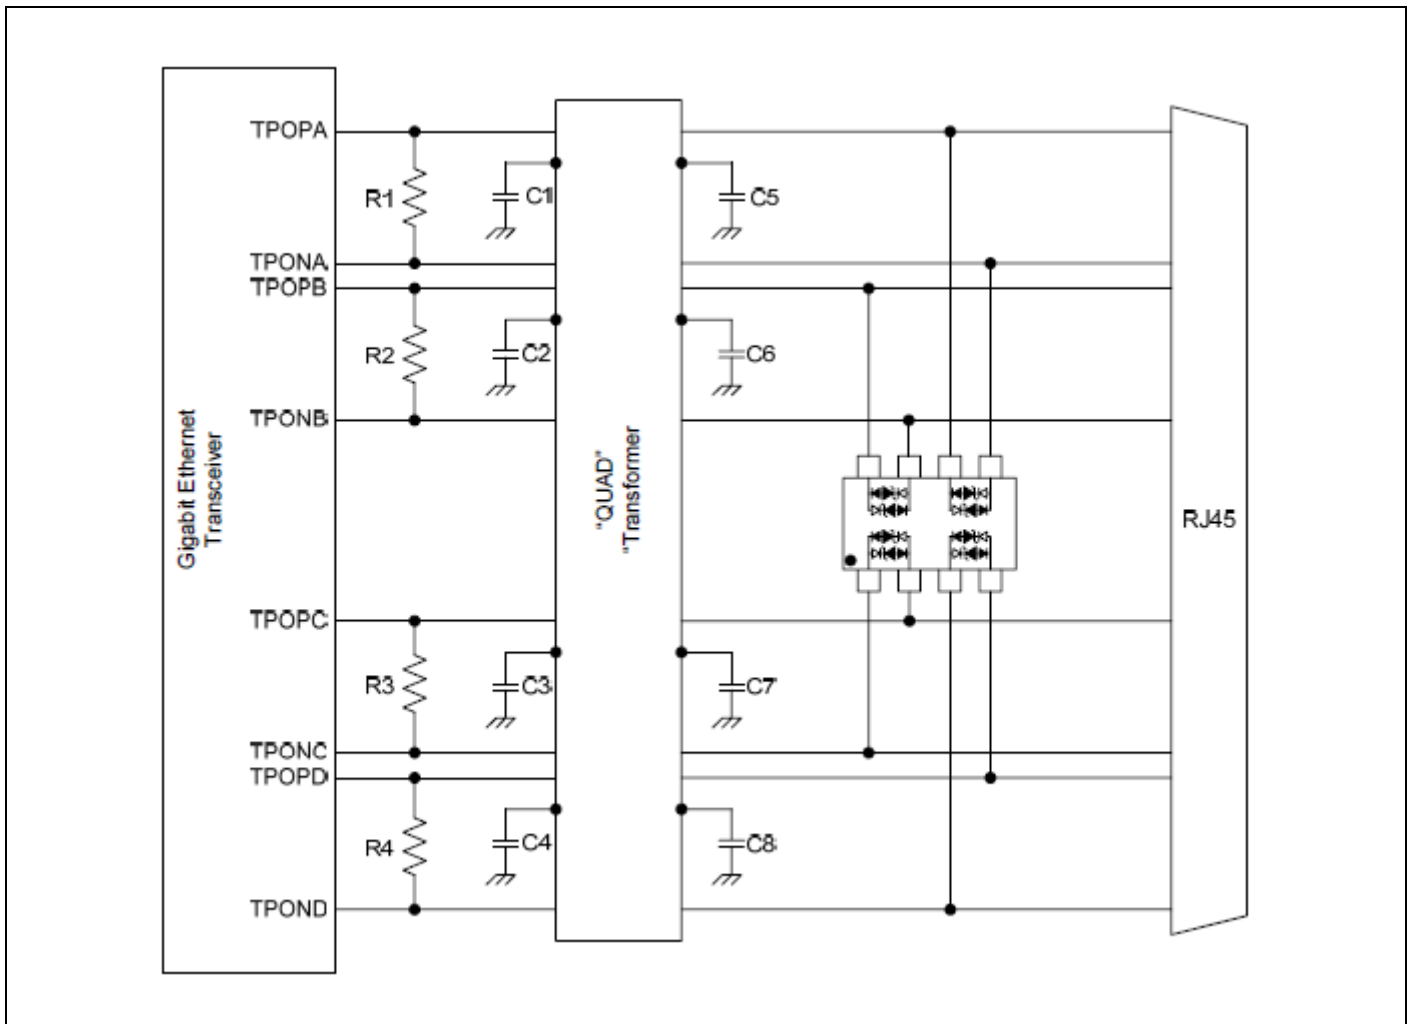 TPOPA
R1
C1
C5
TPONA
TPOPB
R2
C2
C6
TPONB
Gigabit Ethernet
Transceiver
"QUAD"
"Transformer
RJ45
TPOPC
R3
C3
C7
TPONC
TPOPD
R4
C4
C8
TPOND